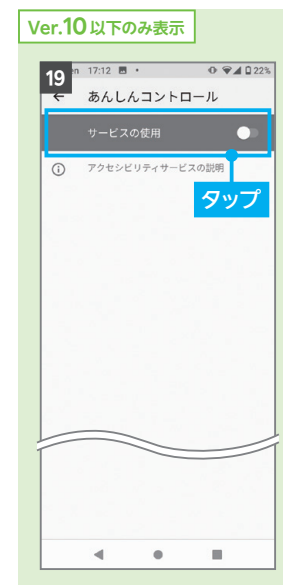 Ver.10以下のみ表示
19
17:12 22%
← あんしんコントロール
サービスの使用
アクセシビリティサービスの説明
タップ